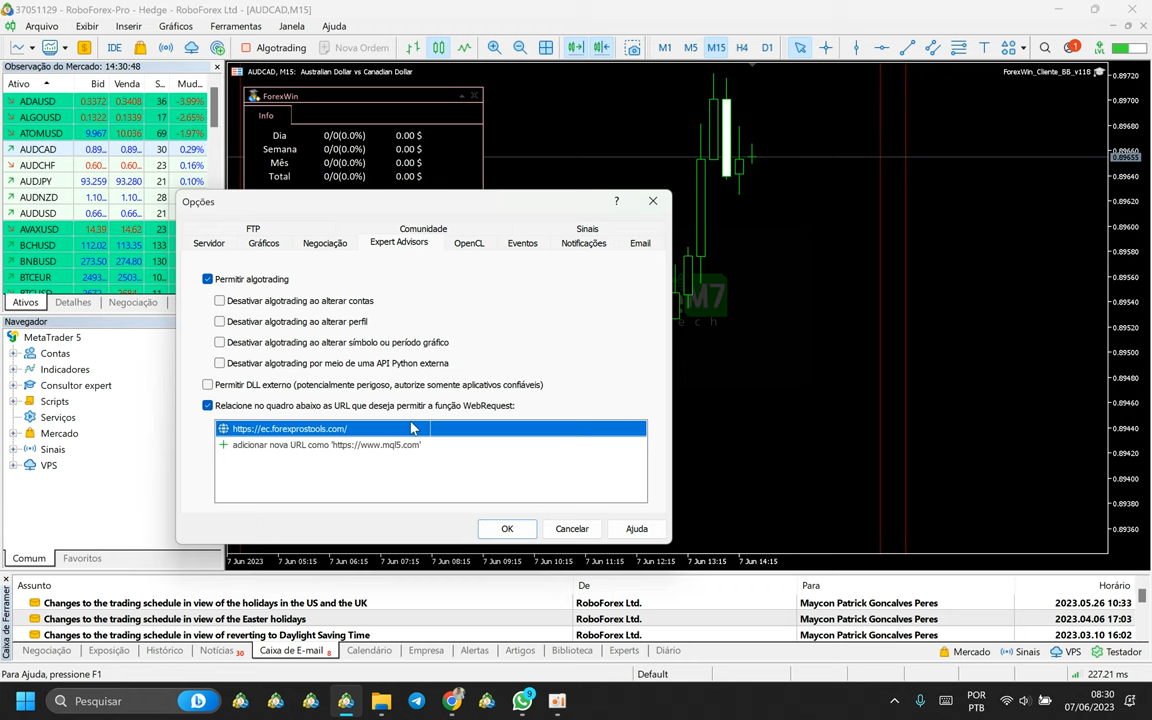 37051129 - RoboForex-Pro - Hedge - RoboForex Ltd - [AUDCAD,M15]
Arquivo Exibir Inserir Gráficos Ferramentas Janela Ajuda
IDE Algotrading Nova Ordem M1 M5 M15 H4 D1
Observação do Mercado: 14:30:48
Ativo Bid Venda S... Mud...
ADAUSD 0.3372 0.3408 36 -3.99%
ALGOUSD 0.1322 0.1339 17 -2.65%
ATOMUSD 9.967 10.036 69 -1.97%
AUDCAD 0.89... 0.89... 30 0.29%
AUDCHF 0.60... 0.60... 23 0.16%
AUDJPY 93.259 93.280 21 0.10%
AUDNZD 1.10... 1.10... 28
AUDUSD 0.66... 0.66... 21
AVAXUSD 14.39 14.62 23
BCHUSD 112.02 113.35 133
BNBUSD 273.50 274.80 130
BTCEUR 2493... 2503... 10...
Ativos Detalhes Negociação
AUDCAD, M15: Australian Dollar vs Canadian Dollar
ForexWin_Cliente_BB_v118
ForexWin
Info
Dia 0/0(0.0%) 0.00 $
Semana 0/0(0.0%) 0.00 $
Mês 0/0(0.0%) 0.00 $
Total 0/0(0.0%) 0.00 $
0.89720
0.89700
0.89680
0.89660
0.89655
0.89640
0.89620
0.89600
0.89580
0.89560
0.89540
0.89520
0.89500
0.89480
0.89460
0.89440
0.89420
0.89400
0.89380
0.89360
Navegador
MetaTrader 5
Contas
Indicadores
Consultor expert
Scripts
Serviços
Mercado
Sinais
VPS
Comum Favoritos
Opções
FTP Comunidade Sinais
Servidor Gráficos Negociação Expert Advisors OpenCL Eventos Notificações Email
Permitir algotrading
Desativar algotrading ao alterar contas
Desativar algotrading ao alterar perfil
Desativar algotrading ao alterar símbolo ou período gráfico
Desativar algotrading por meio de uma API Python externa
Permitir DLL externo (potencialmente perigoso, autorize somente aplicativos confiáveis)
Relacione no quadro abaixo as URL que deseja permitir a função WebRequest:
https://ec.forexprostools.com/
adicionar nova URL como 'https://www.mql5.com'
OK Cancelar Ajuda
M7
7 Jun 2023 7 Jun 05:15 7 Jun 06:15 7 Jun 07:15 7 Jun 08:15 7 Jun 09:15 7 Jun 10:15 7 Jun 11:15 7 Jun 12:15 7 Jun 13:15 7 Jun 14:15
Assunto De Para Horário
Changes to the trading schedule in view of the holidays in the US and the UK RoboForex Ltd. Maycon Patrick Goncalves Peres 2023.05.26 10:33
Changes to the trading schedule in view of the Easter holidays RoboForex Ltd. Maycon Patrick Goncalves Peres 2023.04.06 17:03
Changes to the trading schedule in view of reverting to Daylight Saving Time RoboForex Ltd. Maycon Patrick Goncalves Peres 2023.03.10 16:02
Caixa de Ferramer
Negociação Exposição Histórico Notícias 30 Caixa de E-mail 8 Calendário Empresa Alertas Artigos Biblioteca Experts Diário Mercado Sinais VPS Testador
Para Ajuda, pressione F1 Default 227.21 ms
Pesquisar
POR
PTB
08:30
07/06/2023